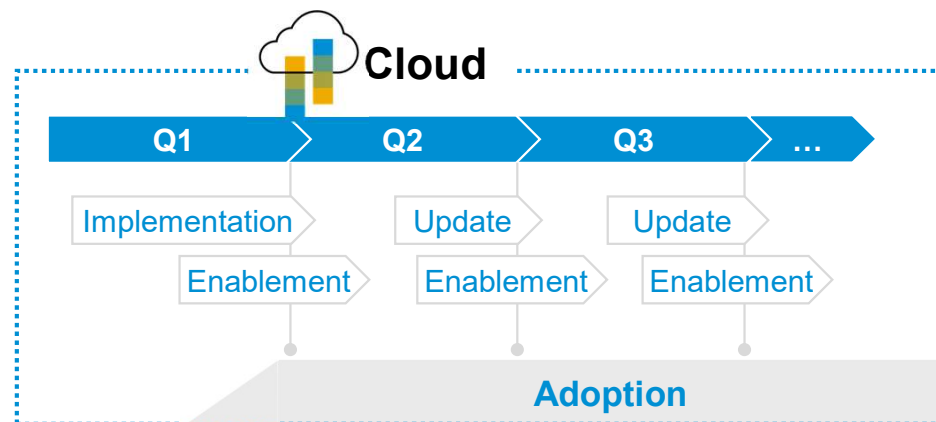 Cloud
Q1 Q2 Q3 ...
Implementation Update Update
Enablement Enablement Enablement
Adoption